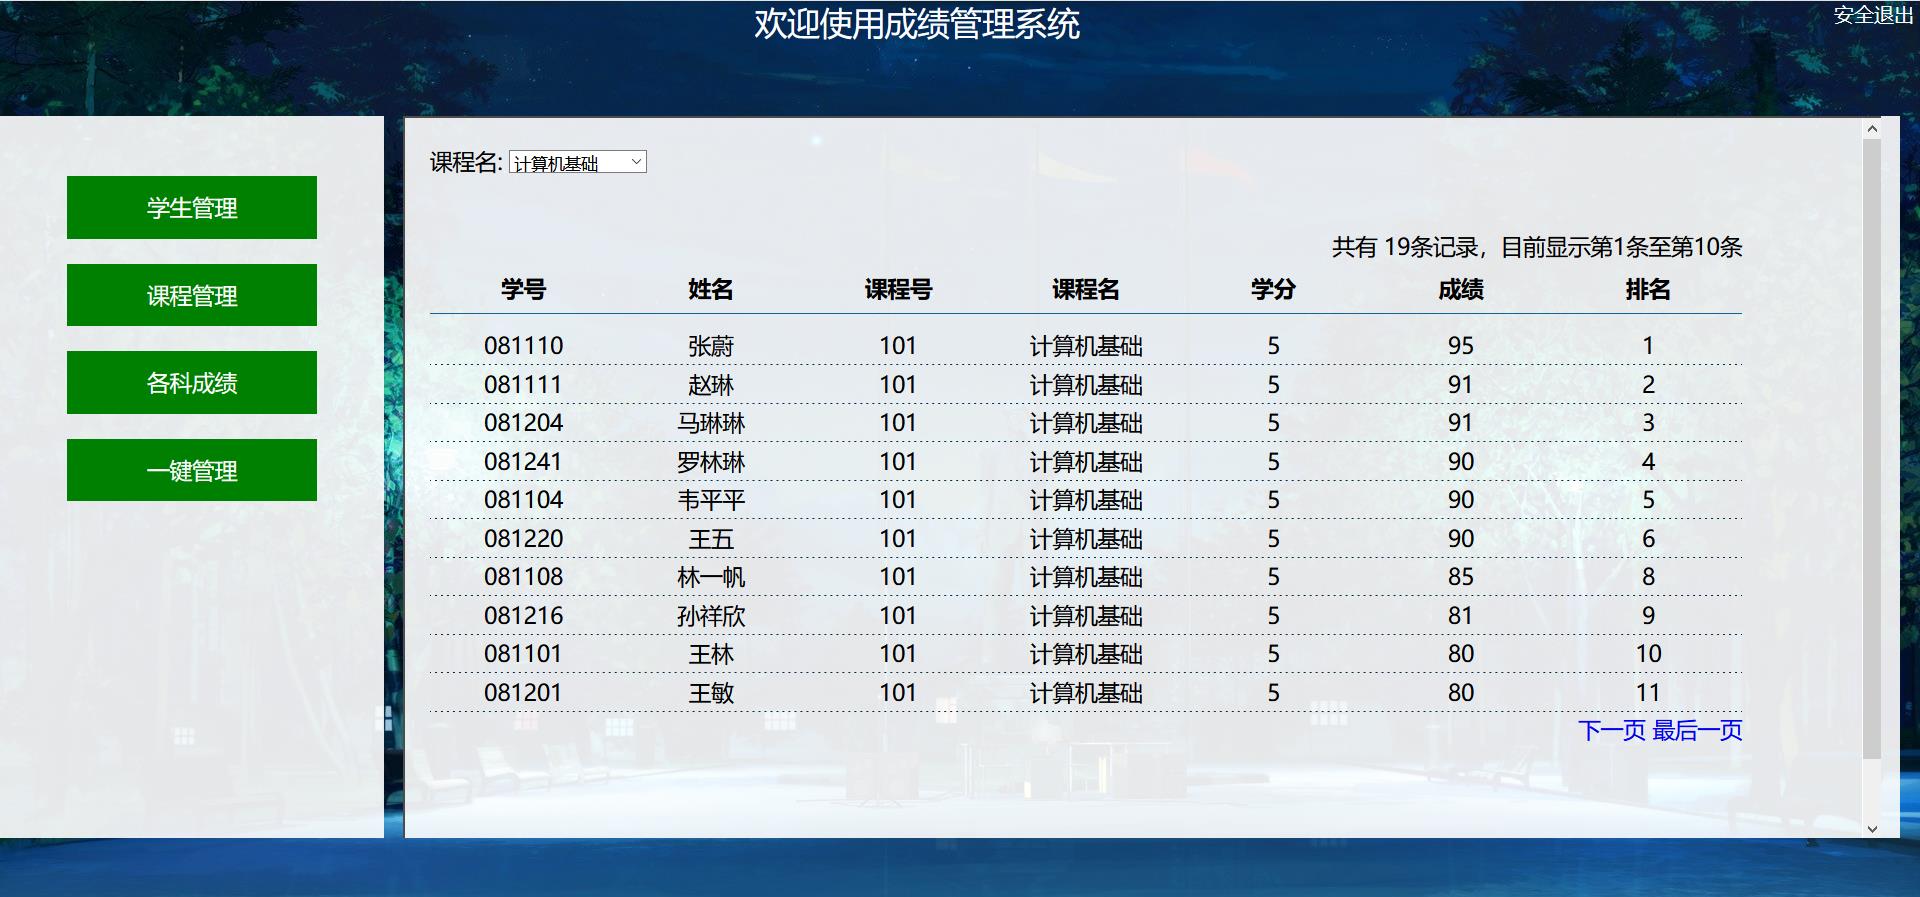 欢迎使用成绩管理系统
安全退出
学生管理
课程管理
各科成绩
一键管理
课程名: 计算机基础
共有 19条记录，目前显示第1条至第10条
学号 姓名 课程号 课程名 学分 成绩 排名
081110 张蔚 101 计算机基础 5 95 1
081111 赵琳 101 计算机基础 5 91 2
081204 马琳琳 101 计算机基础 5 91 3
081241 罗林琳 101 计算机基础 5 90 4
081104 韦平平 101 计算机基础 5 90 5
081220 王五 101 计算机基础 5 90 6
081108 林一帆 101 计算机基础 5 85 8
081216 孙祥欣 101 计算机基础 5 81 9
081101 王林 101 计算机基础 5 80 10
081201 王敏 101 计算机基础 5 80 11
下一页 最后一页